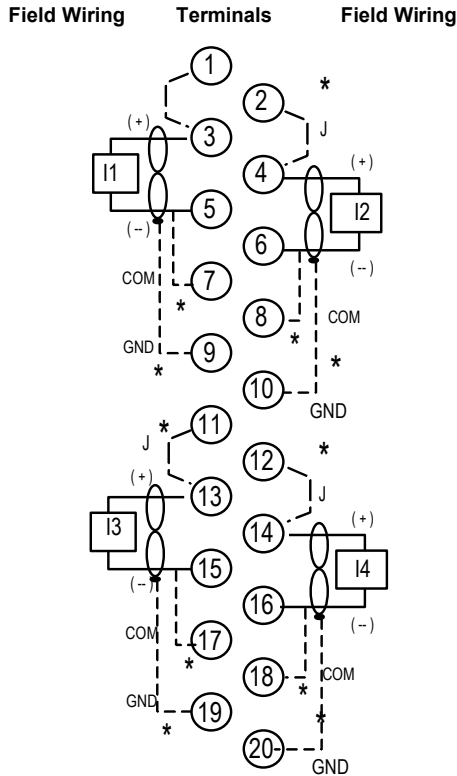 Field Wiring Terminals Field Wiring
1
2 *
J
(+) 3
4 (+)
I1
5 I2
(--) 6
(--)
COM 7
* 8 COM
*
GND 9 *
*
10
GND
* 11
J 12 *
(+) 13 J
14 (+)
I3
15 I4
(--) 16
(--)
COM 17
* 18 COM
*
GND 19 *
*
20
GND